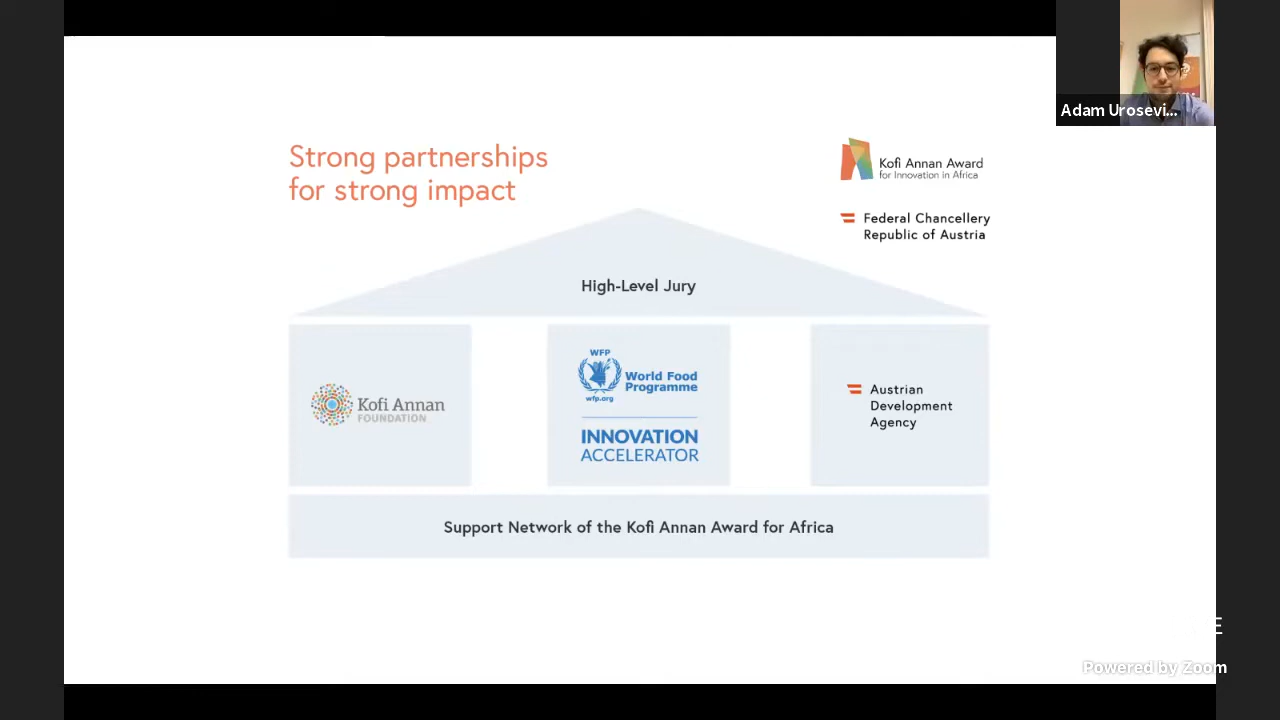 Adam Urosevi...
Strong partnerships
for strong impact
Kofi Annan Award
for Innovation in Africa
Federal Chancellery
Republic of Austria
High-Level Jury
Kofi Annan
FOUNDATION
WFP
wfp.org
World Food
Programme
INNOVATION
ACCELERATOR
Austrian
Development
Agency
Support Network of the Kofi Annan Award for Africa
Powered by Zoom